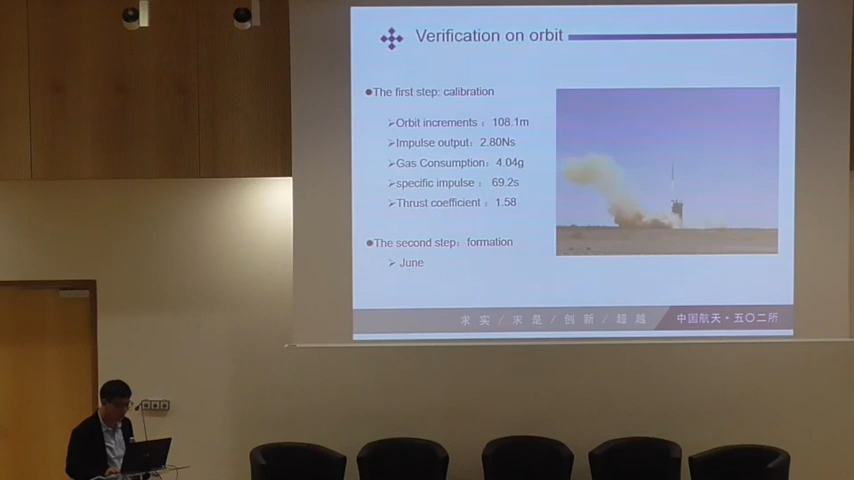 Verification on orbit
●The first step: calibration
➢Orbit increments： 108.1m
➢Impulse output：2.80Ns
➢Gas Consumption：4.04g
➢specific impulse： 69.2s
➢Thrust coefficient：1.58
●The second step：formation
➢June
求 实 / 求 是 / 创 新 / 超 越
中国航天·五〇二所